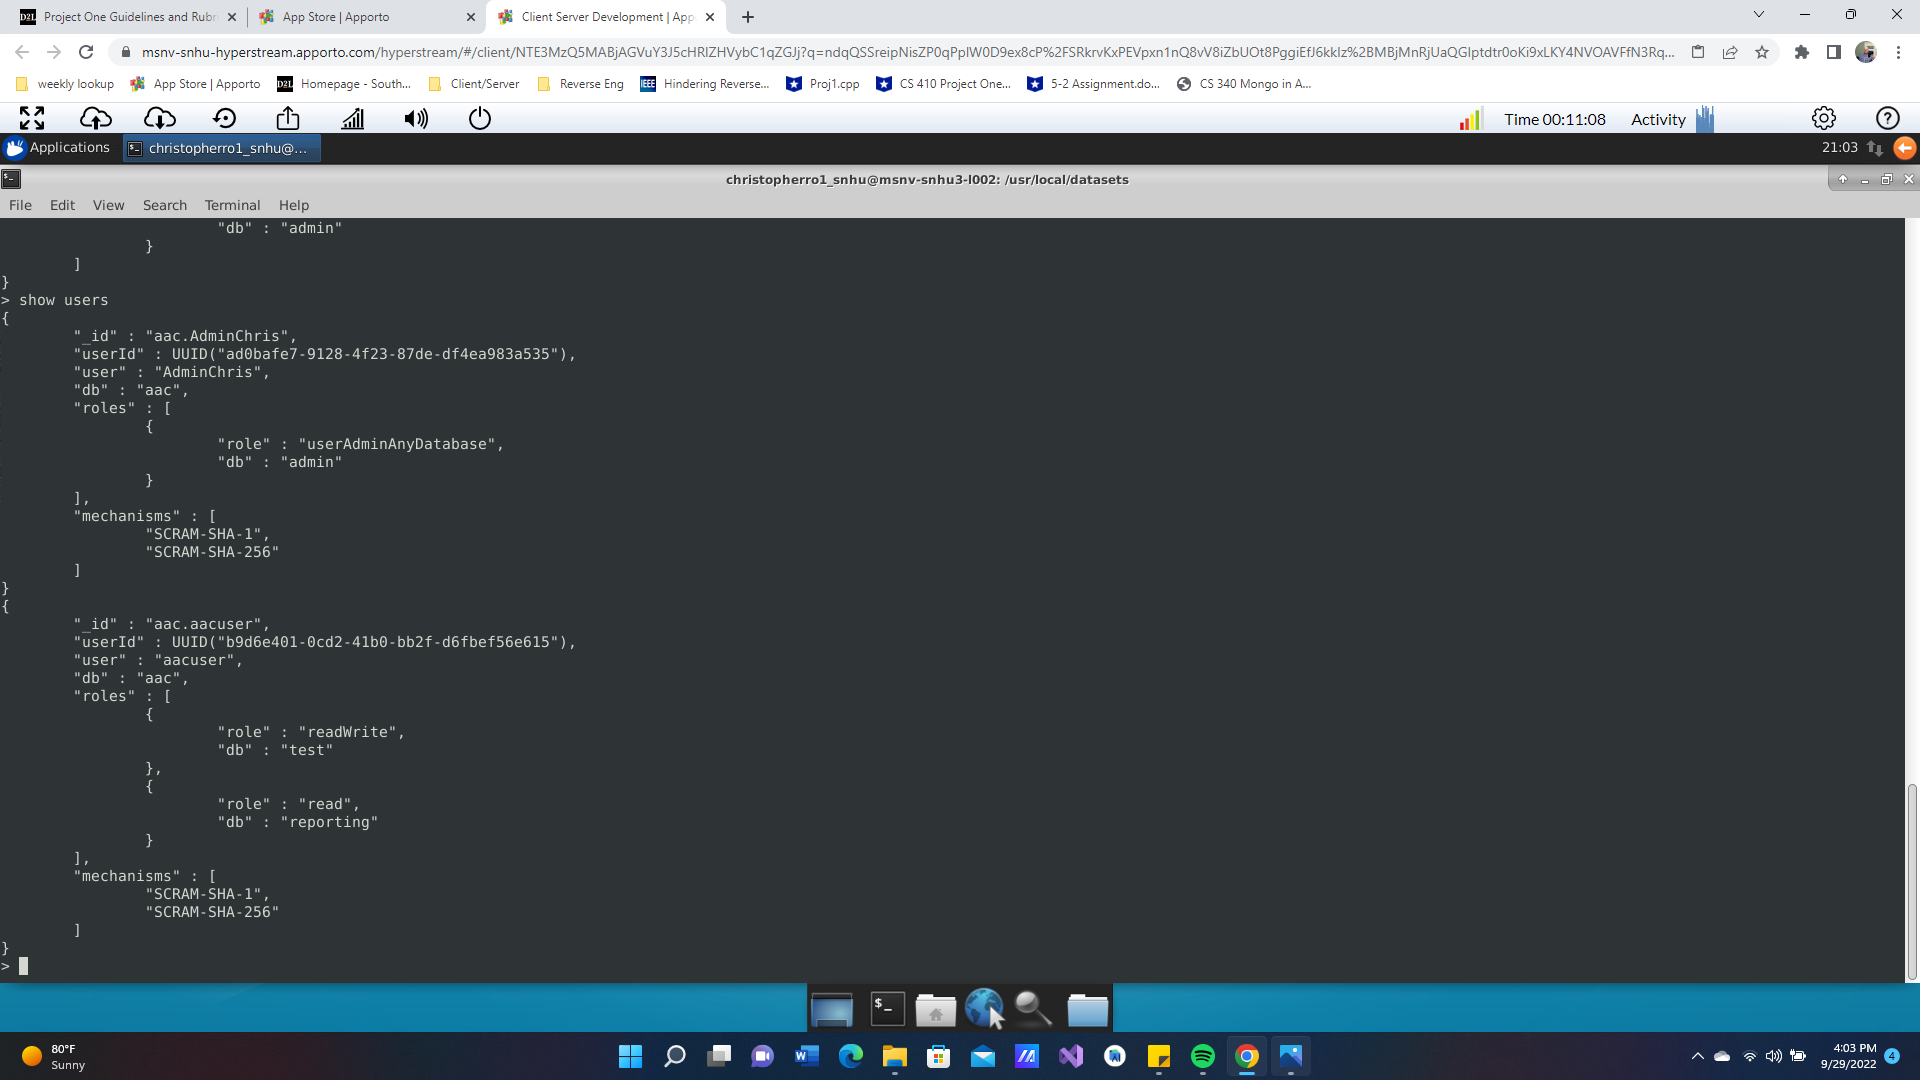 Project One Guidelines and Rubri
App Store | Apporto
Client Server Development | App
msnv-snhu-hyperstream.apporto.com/hyperstream/#/client/
weekly lookup
App Store | Apporto
D2L
Homepage - South...
Client/Server
Reverse Eng
IEEE
Hindering Reverse...
Proj1.cpp
CS 410 Project One...
5-2 Assignment.do...
CS 340 Mongo in A...
Time 00:11:08
Activity
Applications
christopherro1_snhu@...
21:03
christopherro1_snhu@msnv-snhu3-l002: /usr/local/datasets
File Edit View Search Terminal Help
"db" : "admin"
}
]
}
> show users
{
"_id" : "aac.AdminChris",
"userId" : UUID("ad0bafe7-9128-4f23-87de-df4ea983a535"),
"user" : "AdminChris",
"db" : "aac",
"roles" : [
{
"role" : "userAdminAnyDatabase",
"db" : "admin"
}
],
"mechanisms" : [
"SCRAM-SHA-1",
"SCRAM-SHA-256"
]
}
{
"_id" : "aac.aacuser",
"userId" : UUID("b9d6e401-0cd2-41b0-bb2f-d6fbef56e615"),
"user" : "aacuser",
"db" : "aac",
"roles" : [
{
"role" : "readWrite",
"db" : "test"
},
{
"role" : "read",
"db" : "reporting"
}
],
"mechanisms" : [
"SCRAM-SHA-1",
"SCRAM-SHA-256"
]
}
>
80°F
Sunny
4:03 PM
9/29/2022
4